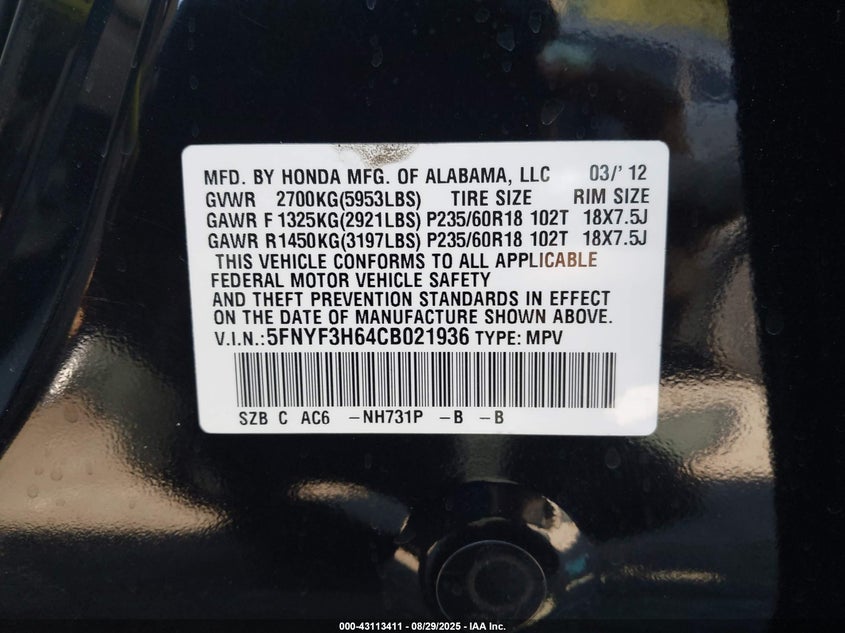 MFD. BY HONDA MFG. OF ALABAMA, LLC 03/' 12
GVWR 2700KG(5953LBS) TIRE SIZE RIM SIZE
GAWR F 1325KG(2921LBS) P235/60R18 102T 18X7.5J
GAWR R1450KG(3197LBS) P235/60R18 102T 18X7.5J
THIS VEHICLE CONFORMS TO ALL APPLICABLE
FEDERAL MOTOR VEHICLE SAFETY
AND THEFT PREVENTION STANDARDS IN EFFECT
ON THE DATE OF MANUFACTURE SHOWN ABOVE.
V.I.N.:5FNYF3H64CB021936 TYPE: MPV
SZB C AC6 –NH731P –B –B
000-43113411 - 08/29/2025 - IAA Inc.